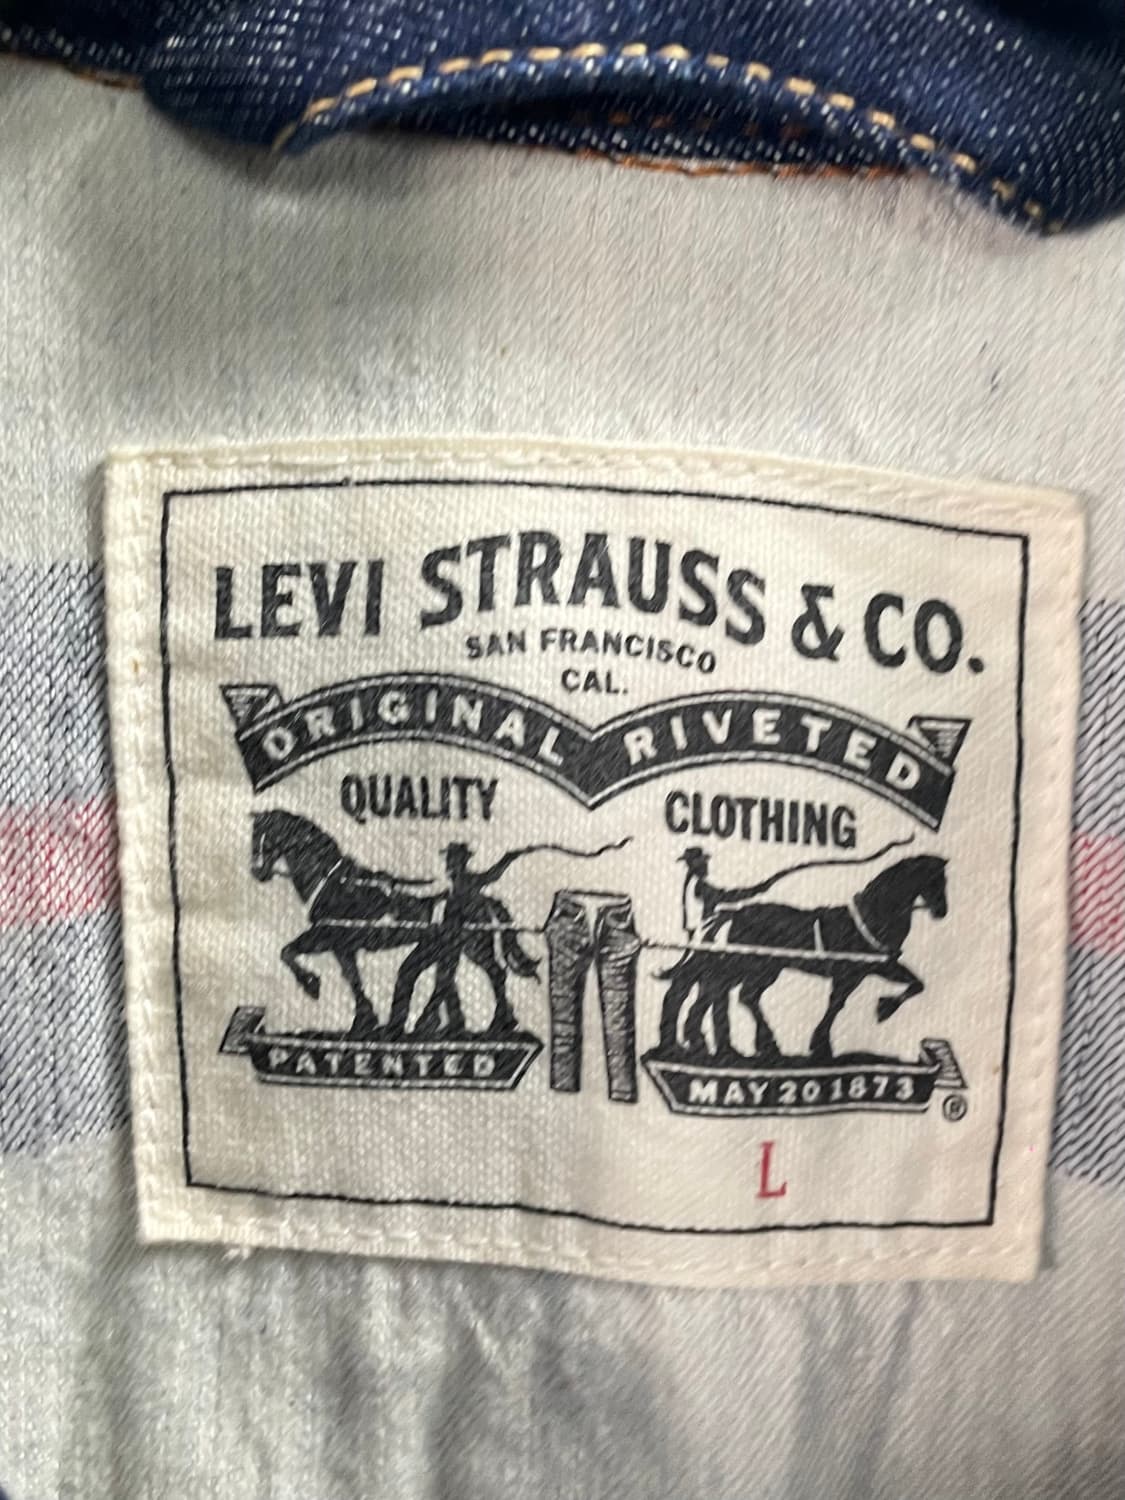 LEVI STRAUSS & CO.
SAN FRANCISCO
CAL.
ORIGINAL RIVETED
QUALITY CLOTHING
PATENTED MAY 20 1873
®
L